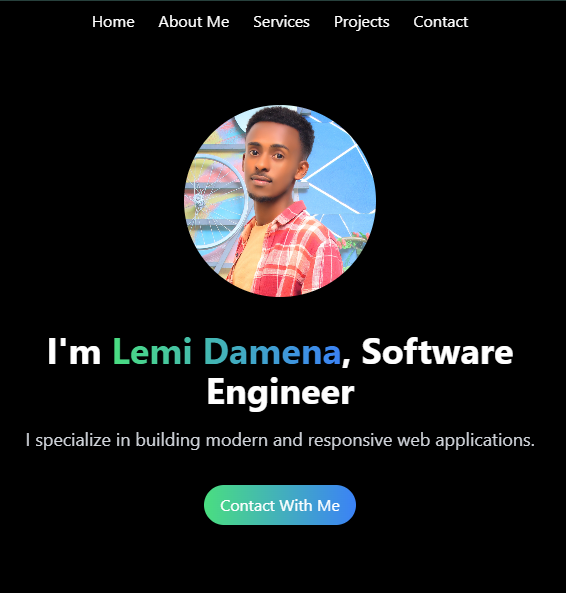 Home About Me Services Projects Contact
I'm Lemi Damena, Software
Engineer
I specialize in building modern and responsive web applications.
Contact With Me